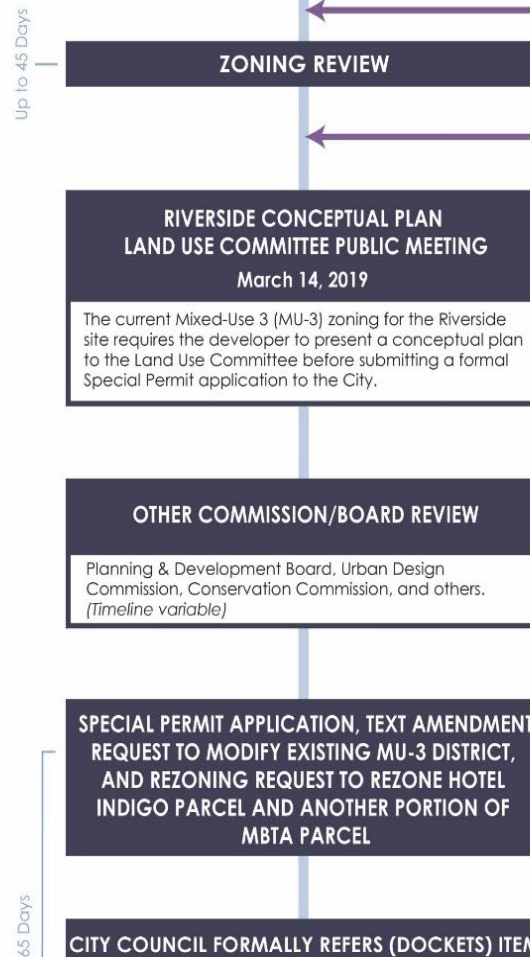 Up to 45 Days
ZONING REVIEW
RIVERSIDE CONCEPTUAL PLAN
LAND USE COMMITTEE PUBLIC MEETING
March 14, 2019
The current Mixed-Use 3 (MU-3) zoning for the Riverside
site requires the developer to present a conceptual plan
to the Land Use Committee before submitting a formal
Special Permit application to the City.
OTHER COMMISSION/BOARD REVIEW
Planning & Development Board, Urban Design
Commission, Conservation Commission, and others.
(Timeline variable)
SPECIAL PERMIT APPLICATION, TEXT AMENDMENT
REQUEST TO MODIFY EXISTING MU-3 DISTRICT,
AND REZONING REQUEST TO REZONE HOTEL
INDIGO PARCEL AND ANOTHER PORTION OF
MBTA PARCEL
65 Days
CITY COUNCIL FORMALLY REFERS (DOCKETS) ITEM